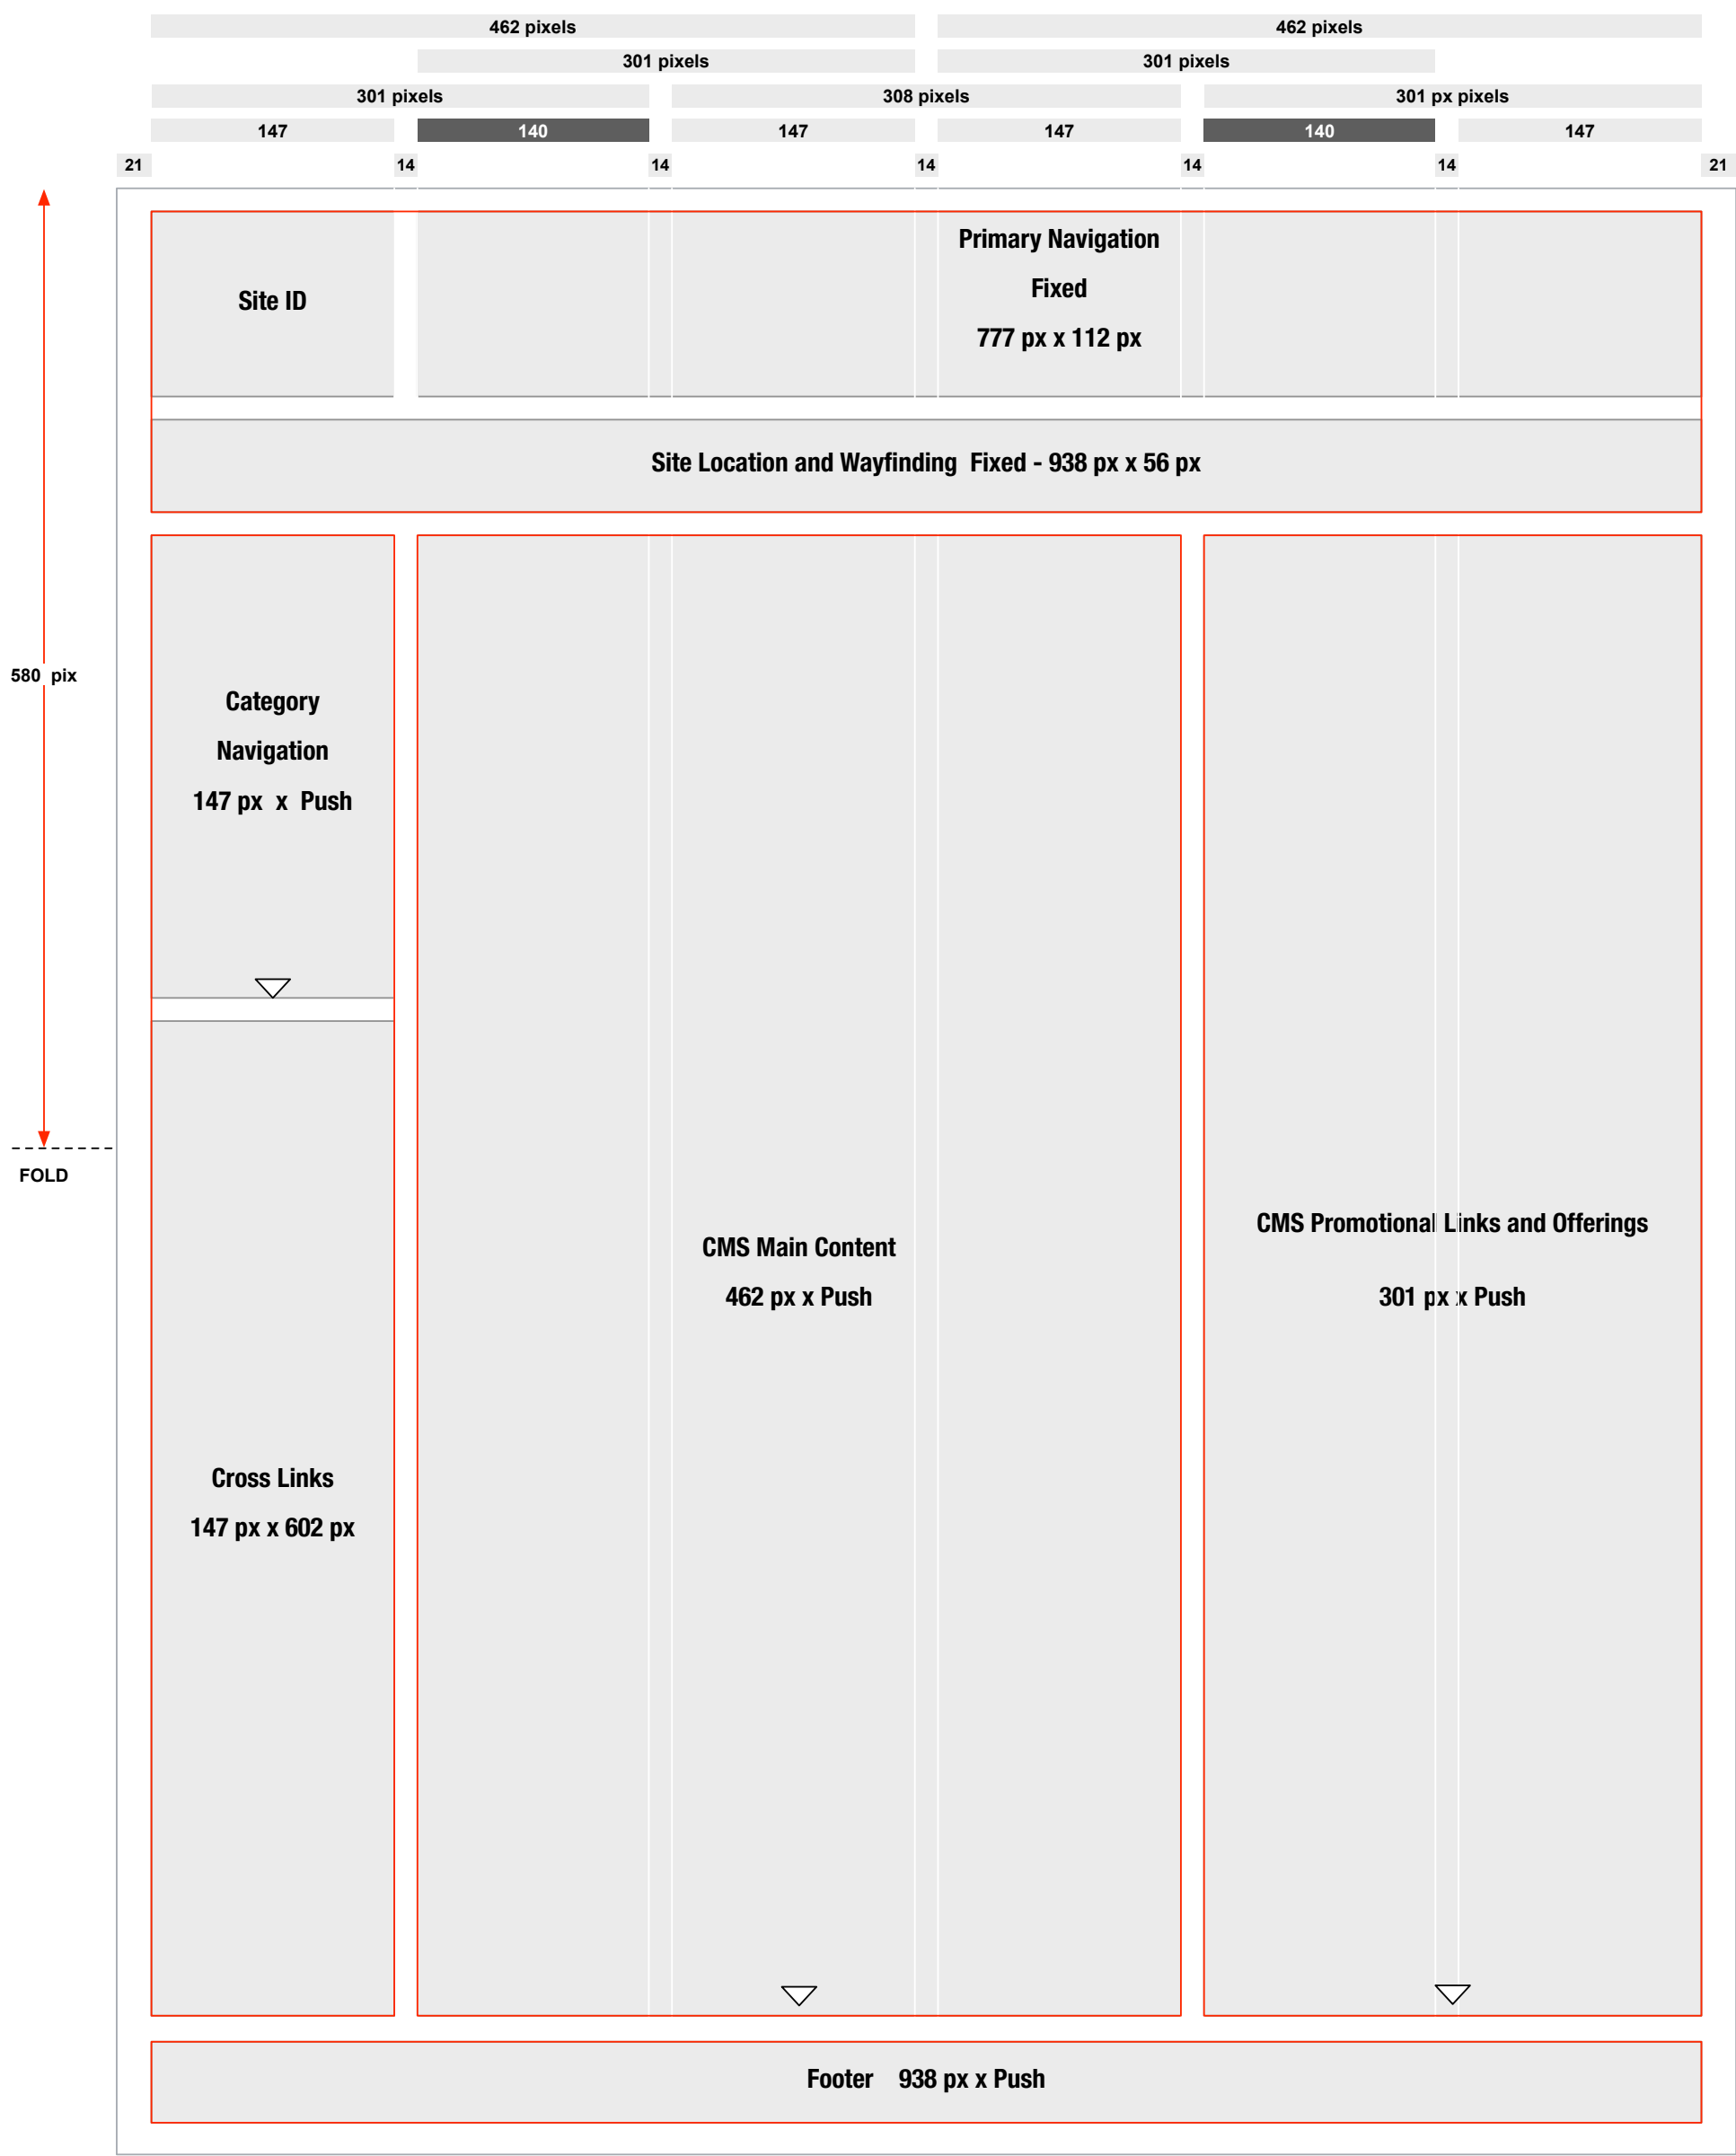 462 pixels 462 pixels
301 pixels 301 pixels
301 pixels 308 pixels 301 px pixels
147 140 147 147 140 147
21 14 14 14 14 14 21
Primary Navigation
Fixed
777 px x 112 px
Site ID
Site Location and Wayfinding Fixed - 938 px x 56 px
580 pix
FOLD
Category
Navigation
147 px x Push
Cross Links
147 px x 602 px
CMS Main Content
462 px x Push
CMS Promotional Links and Offerings
301 px x Push
Footer 938 px x Push